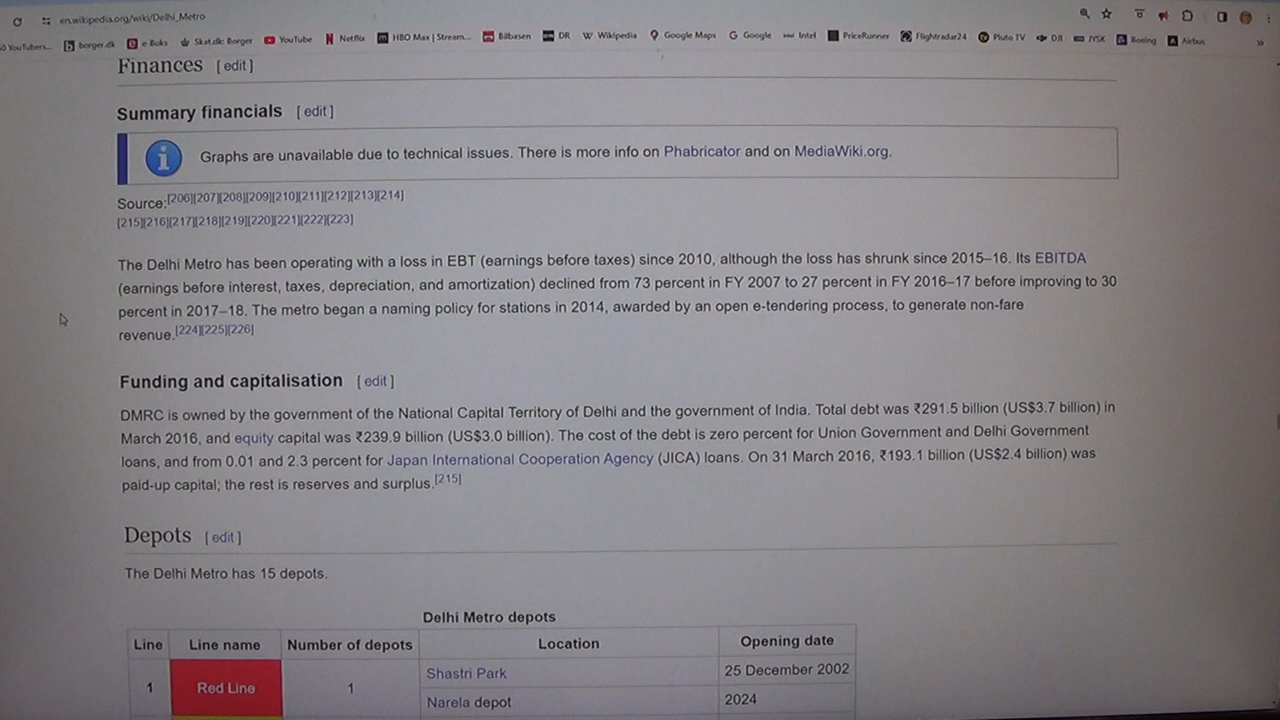 en.wikipedia.org/wiki/Delhi_Metro
YouTubers... borger.dk e-Boks Skat.dk: Borger YouTube Netflix HBO Max | Stream... Bilbasen DR Wikipedia Google Maps Google Intel PriceRunner Flightradar24 Pluto TV DJI JYSK Boeing Airbus »
Finances [ edit ]
Summary financials [ edit ]
Graphs are unavailable due to technical issues. There is more info on Phabricator and on MediaWiki.org.
Source:[206][207][208][209][210][211][212][213][214]
[215][216][217][218][219][220][221][222][223]
The Delhi Metro has been operating with a loss in EBT (earnings before taxes) since 2010, although the loss has shrunk since 2015–16. Its EBITDA
(earnings before interest, taxes, depreciation, and amortization) declined from 73 percent in FY 2007 to 27 percent in FY 2016–17 before improving to 30
percent in 2017–18. The metro began a naming policy for stations in 2014, awarded by an open e-tendering process, to generate non-fare
revenue.[224][225][226]
Funding and capitalisation [ edit ]
DMRC is owned by the government of the National Capital Territory of Delhi and the government of India. Total debt was ₹291.5 billion (US$3.7 billion) in
March 2016, and equity capital was ₹239.9 billion (US$3.0 billion). The cost of the debt is zero percent for Union Government and Delhi Government
loans, and from 0.01 and 2.3 percent for Japan International Cooperation Agency (JICA) loans. On 31 March 2016, ₹193.1 billion (US$2.4 billion) was
paid-up capital; the rest is reserves and surplus.[215]
Depots [ edit ]
The Delhi Metro has 15 depots.
Delhi Metro depots
Line Line name Number of depots Location Opening date
1 Red Line 1 Shastri Park 25 December 2002
Narela depot 2024